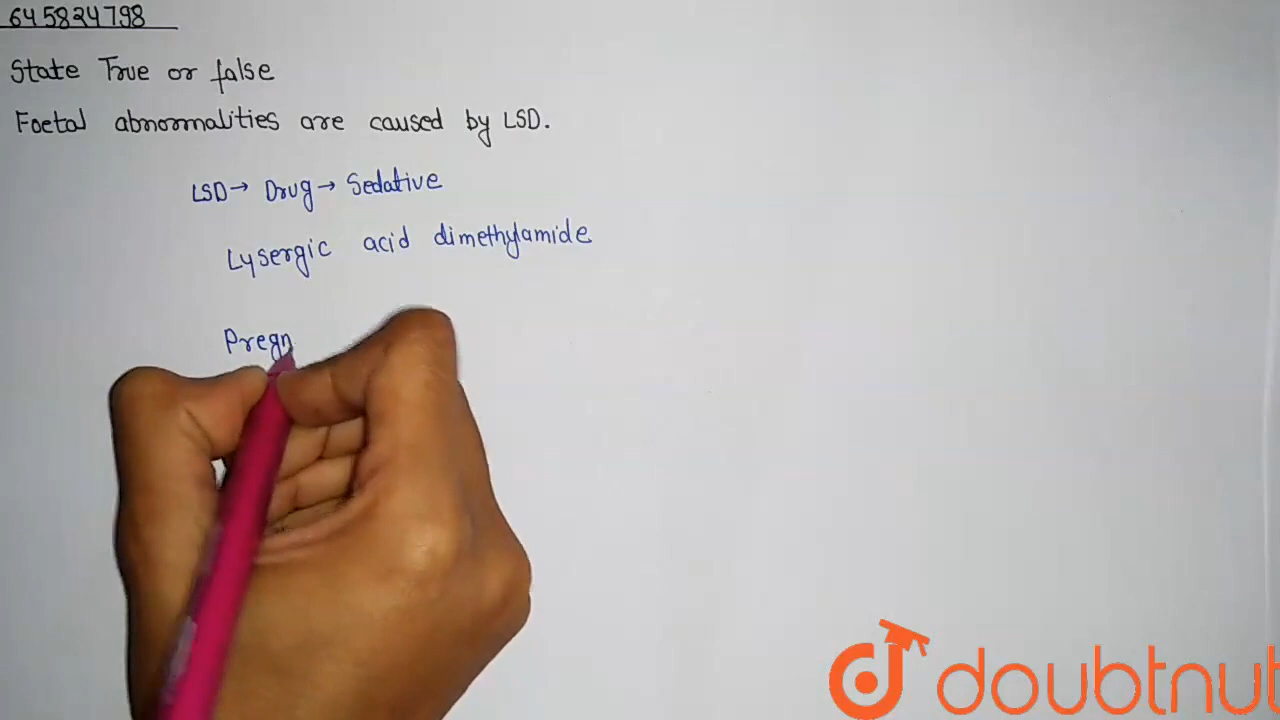 645824798
State True or false
Foetal abnormalities are caused by LSD.
LSD→ Drug→ Sedative
Lysergic acid dimethylamide
Pregn
doubtnut